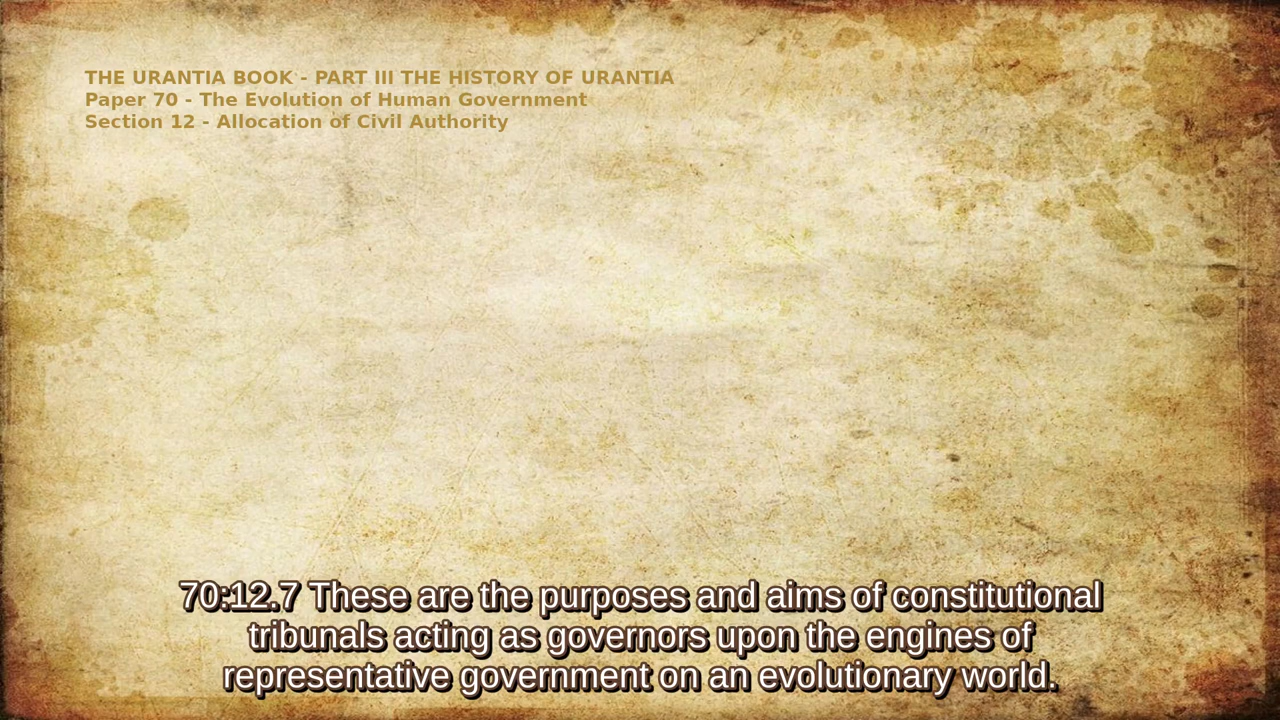 THE URANTIA BOOK - PART III THE HISTORY OF URANTIA
Paper 70 - The Evolution of Human Government
Section 12 - Allocation of Civil Authority
70:12.7 These are the purposes and aims of constitutional
tribunals acting as governors upon the engines of
representative government on an evolutionary world.